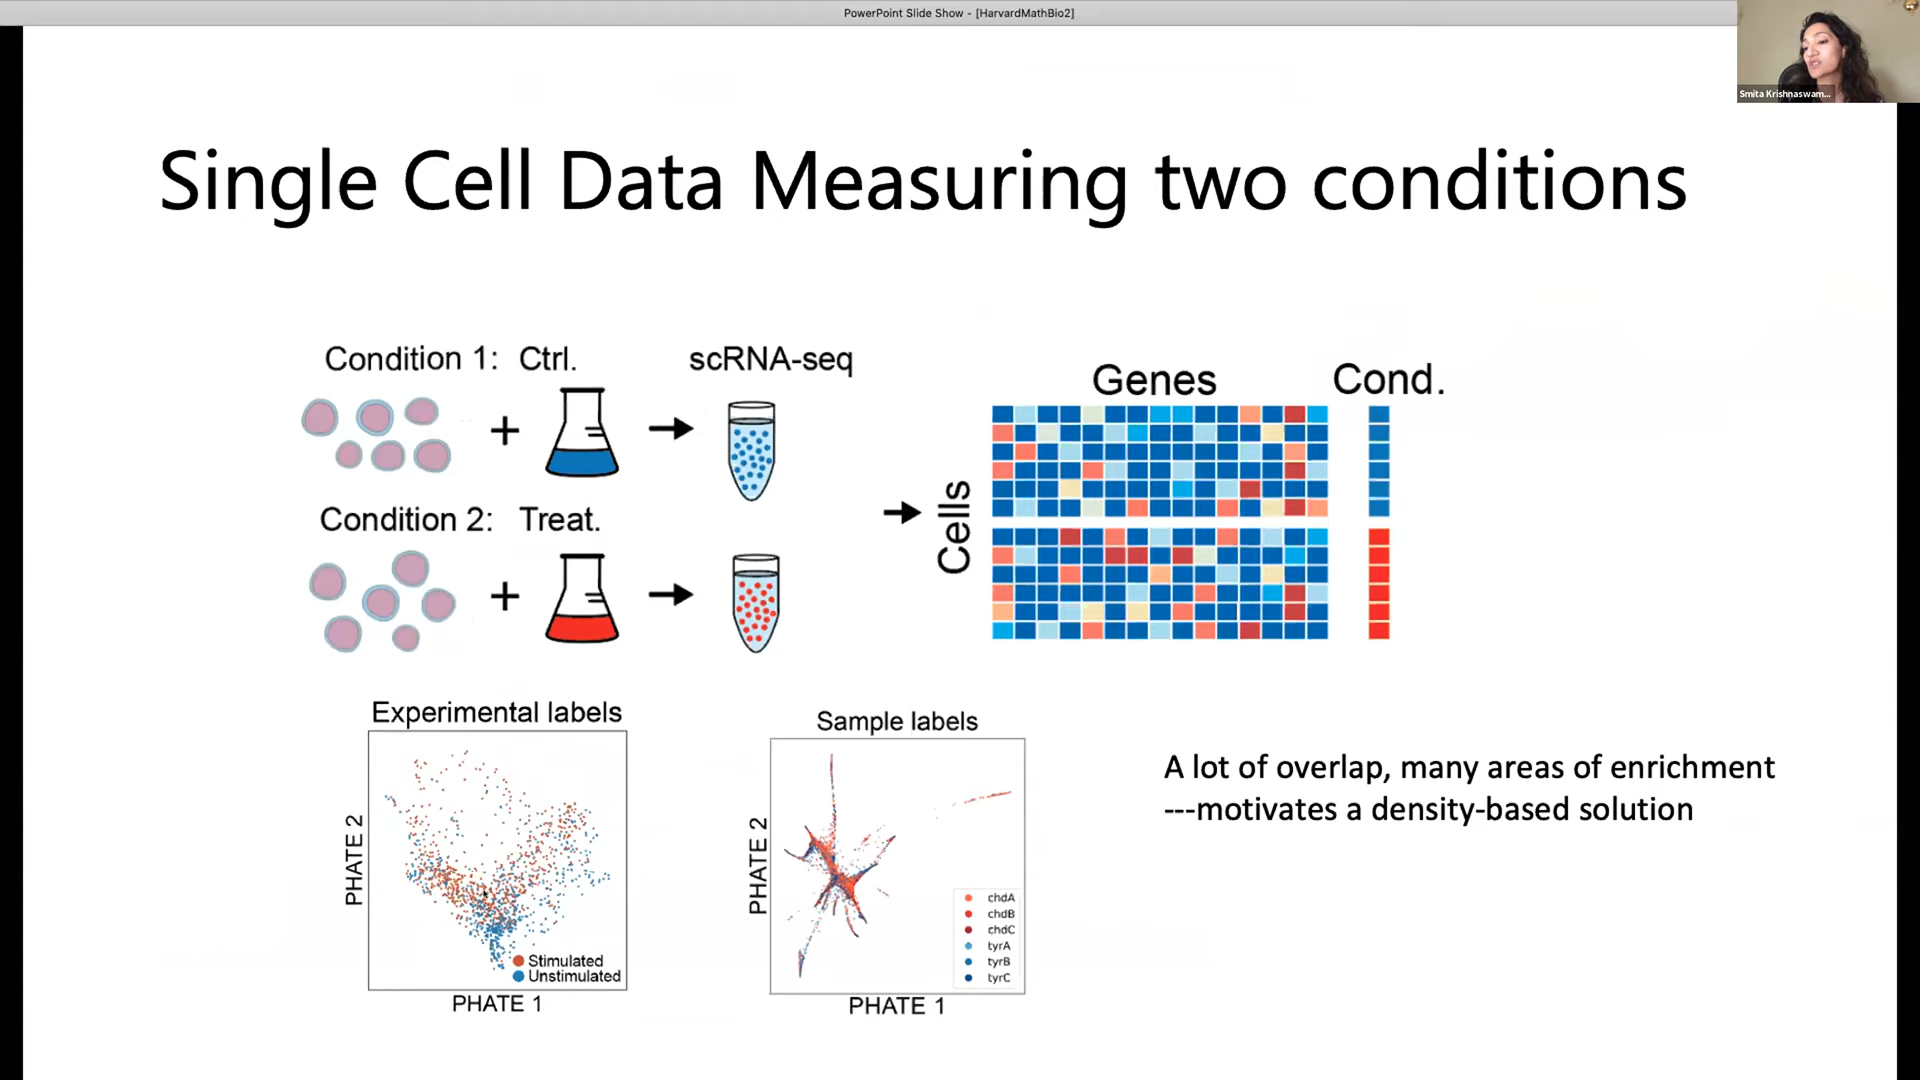 PowerPoint Slide Show - [HarvardMathBio2]
Smita Krishnaswam...
Single Cell Data Measuring two conditions
Condition 1: Ctrl.
scRNA-seq
Condition 2: Treat.
Genes
Cond.
Cells
Experimental labels
PHATE 2
Stimulated
Unstimulated
PHATE 1
Sample labels
PHATE 2
chdA
chdB
chdC
tyrA
tyrB
tyrC
PHATE 1
A lot of overlap, many areas of enrichment
---motivates a density-based solution